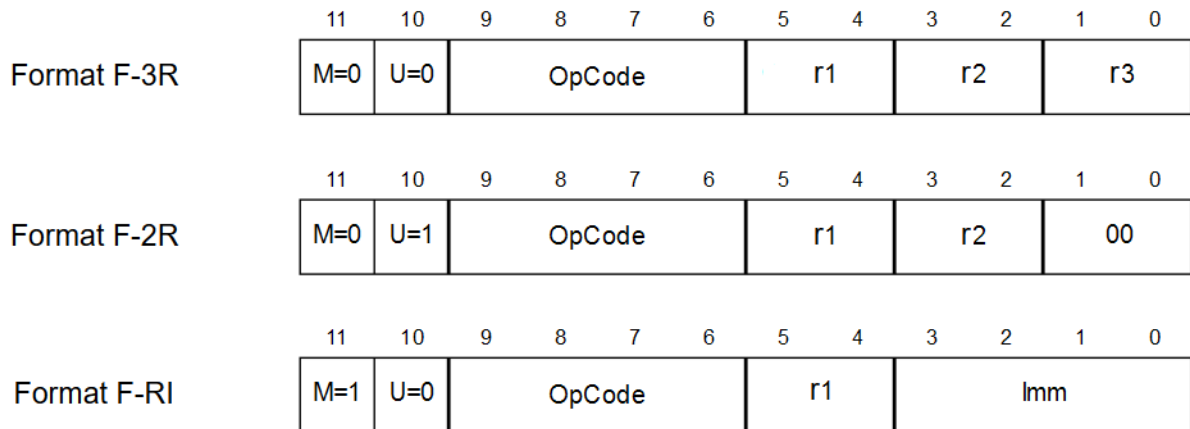 11 10 9 8 7 6 5 4 3 2 1 0
Format F-3R M=0 U=0 OpCode r1 r2 r3
11 10 9 8 7 6 5 4 3 2 1 0
Format F-2R M=0 U=1 OpCode r1 r2 00
11 10 9 8 7 6 5 4 3 2 1 0
Format F-RI M=1 U=0 OpCode r1 Imm